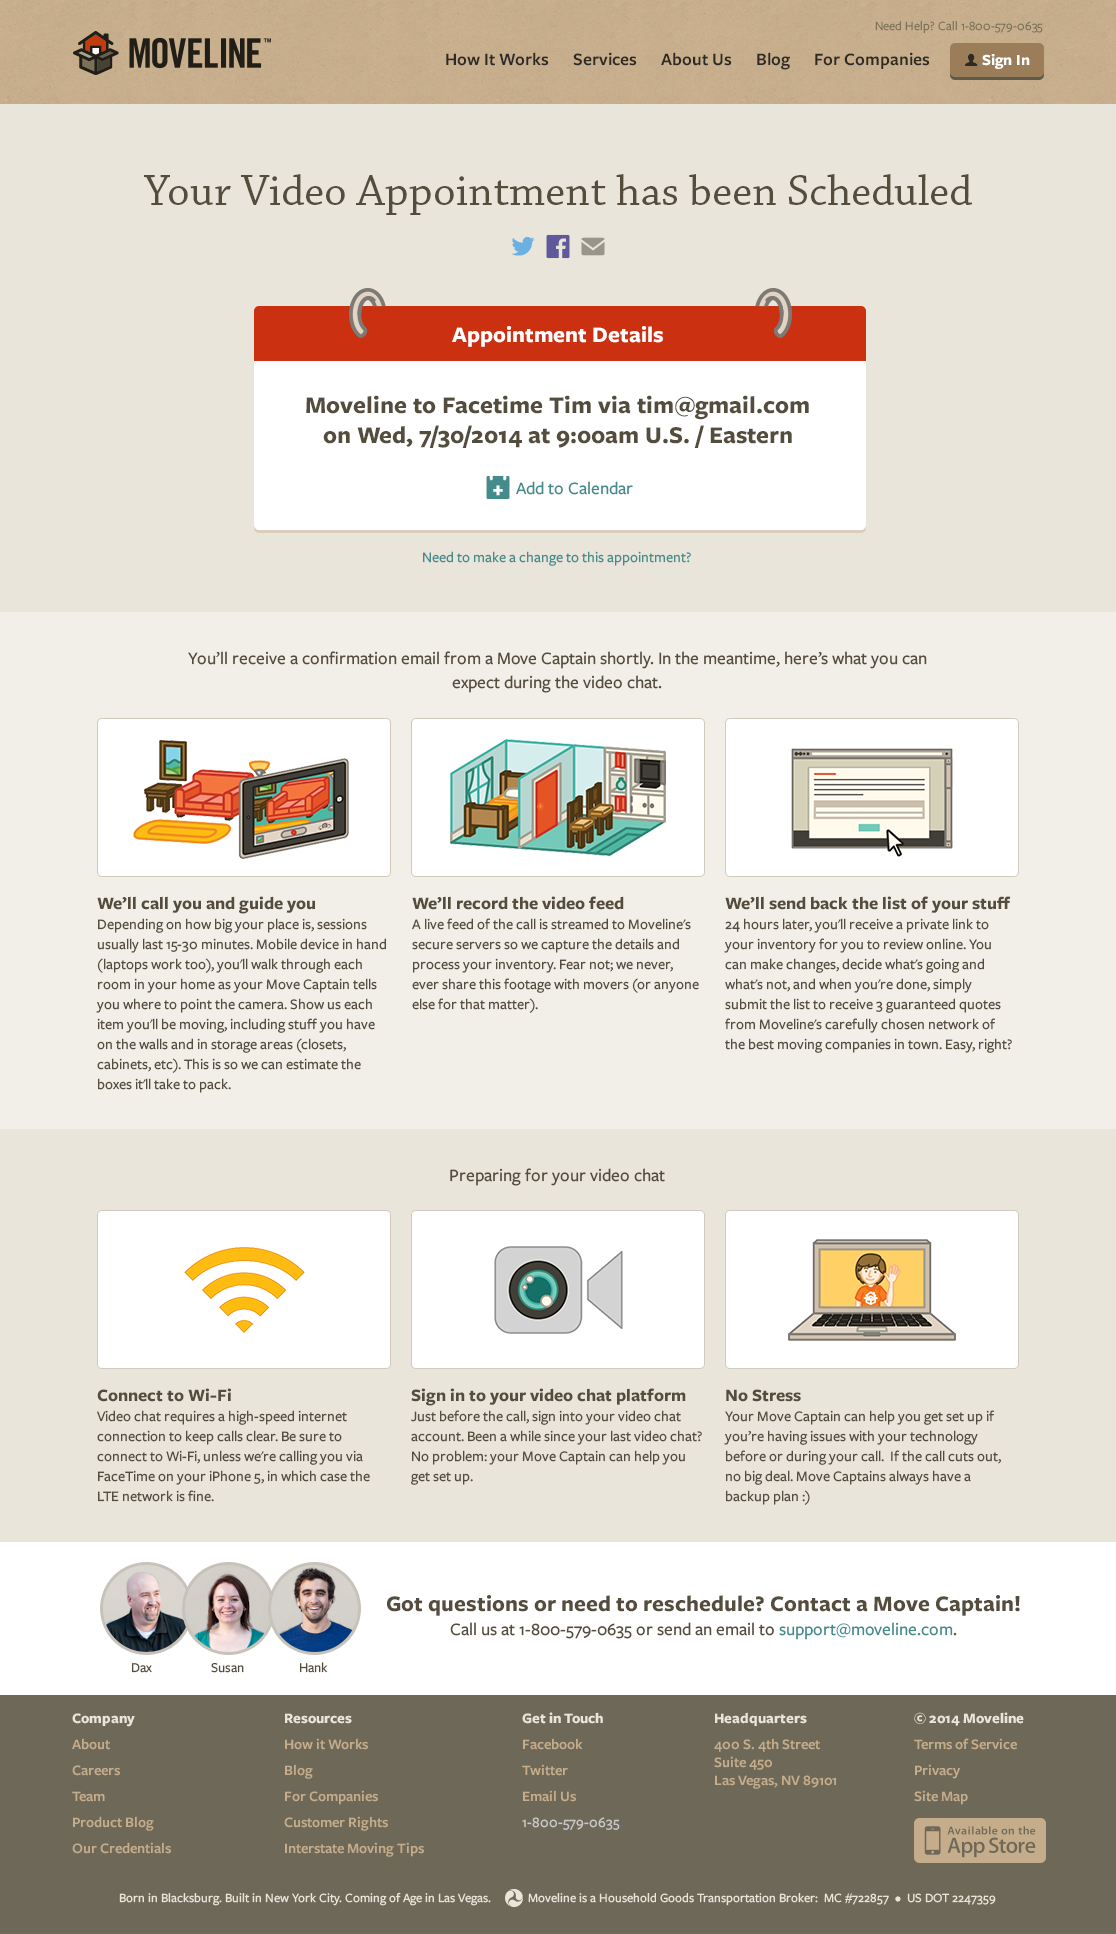 Need Help? Call 1-800-579-0635
MOVELINE™
How It Works
Services
About Us
Blog
For Companies
Sign In
Your Video Appointment has been Scheduled
Appointment Details
Moveline to Facetime Tim via tim@gmail.com
on Wed, 7/30/2014 at 9:00am U.S. / Eastern
Add to Calendar
Need to make a change to this appointment?
You’ll receive a confirmation email from a Move Captain shortly. In the meantime, here’s what you can
expect during the video chat.
We’ll call you and guide you
Depending on how big your place is, sessions
usually last 15-30 minutes. Mobile device in hand
(laptops work too), you'll walk through each
room in your home as your Move Captain tells
you where to point the camera. Show us each
item you'll be moving, including stuff you have
on the walls and in storage areas (closets,
cabinets, etc). This is so we can estimate the
boxes it'll take to pack.
We’ll record the video feed
A live feed of the call is streamed to Moveline's
secure servers so we capture the details and
process your inventory. Fear not; we never,
ever share this footage with movers (or anyone
else for that matter).
We’ll send back the list of your stuff
24 hours later, you'll receive a private link to
your inventory for you to review online. You
can make changes, decide what's going and
what's not, and when you're done, simply
submit the list to receive 3 guaranteed quotes
from Moveline's carefully chosen network of
the best moving companies in town. Easy, right?
Preparing for your video chat
Connect to Wi-Fi
Video chat requires a high-speed internet
connection to keep calls clear. Be sure to
connect to Wi-Fi, unless we're calling you via
FaceTime on your iPhone 5, in which case the
LTE network is fine.
Sign in to your video chat platform
Just before the call, sign into your video chat
account. Been a while since your last video chat?
No problem: your Move Captain can help you
get set up.
No Stress
Your Move Captain can help you get set up if
you’re having issues with your technology
before or during your call.  If the call cuts out,
no big deal. Move Captains always have a
backup plan :)
Dax
Susan
Hank
Got questions or need to reschedule? Contact a Move Captain!
Call us at 1-800-579-0635 or send an email to support@moveline.com.
Company
About
Careers
Team
Product Blog
Our Credentials
Resources
How it Works
Blog
For Companies
Customer Rights
Interstate Moving Tips
Get in Touch
Facebook
Twitter
Email Us
1-800-579-0635
Headquarters
400 S. 4th Street
Suite 450
Las Vegas, NV 89101
© 2014 Moveline
Terms of Service
Privacy
Site Map
Available on the
App Store
Born in Blacksburg. Built in New York City. Coming of Age in Las Vegas.
Moveline is a Household Goods Transportation Broker:  MC #722857 • US DOT 2247359